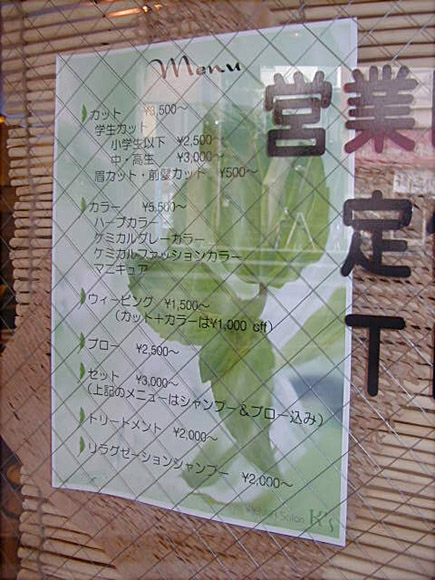 Menu
カット ¥3,500～
学生カット
小学生以下 ¥2,500～
中・高生 ¥3,000～
眉カット・前髪カット ¥500～
カラー ¥5,500～
ハーブカラー
ケミカルグレーカラー
ケミカルファッションカラー
マニキュア
ウィービング ¥1,500～
(カット+カラーは¥1,000 off)
ブロー ¥2,500～
セット ¥3,000～
(上記のメニューはシャンプー&ブロー込み)
トリートメント ¥2,000～
リラグゼーションシャンプー ¥2,000～
Salon K's
営業
定
T